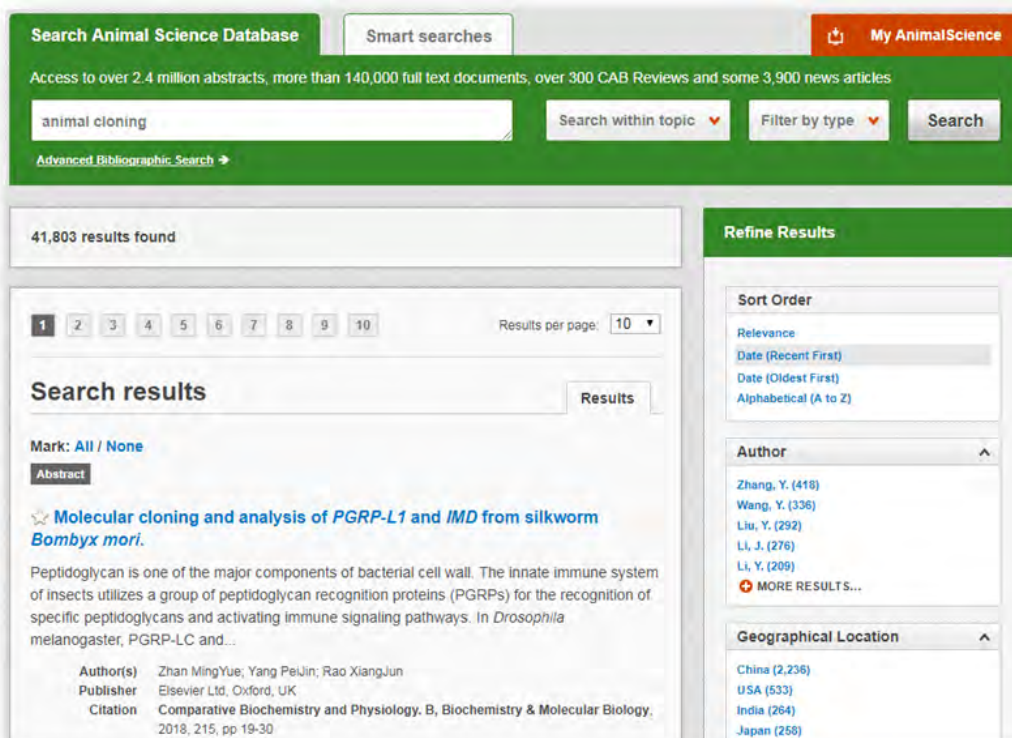 Search Animal Science Database
Smart searches
My AnimalScience
Access to over 2.4 million abstracts, more than 140,000 full text documents, over 300 CAB Reviews and some 3,900 news articles
animal cloning
Search within topic
Filter by type
Search
Advanced Bibliographic Search
41,803 results found
1 2 3 4 5 6 7 8 9 10
Results per page: 10
Search results
Results
Mark: All / None
Abstract
Molecular cloning and analysis of PGRP-L1 and IMD from silkworm
Bombyx mori.
Peptidoglycan is one of the major components of bacterial cell wall. The innate immune system
of insects utilizes a group of peptidoglycan recognition proteins (PGRPs) for the recognition of
specific peptidoglycans and activating immune signaling pathways. In Drosophila
melanogaster, PGRP-LC and...
Author(s) Zhan MingYue; Yang PeiJin; Rao XiangJun
Publisher Elsevier Ltd, Oxford, UK
Citation Comparative Biochemistry and Physiology. B, Biochemistry & Molecular Biology,
2018, 215, pp 19-30
Refine Results
Sort Order
Relevance
Date (Recent First)
Date (Oldest First)
Alphabetical (A to Z)
Author
Zhang, Y. (418)
Wang, Y. (336)
Liu, Y. (292)
Li, J. (276)
Li, Y. (209)
MORE RESULTS...
Geographical Location
China (2,236)
USA (533)
India (264)
Japan (258)